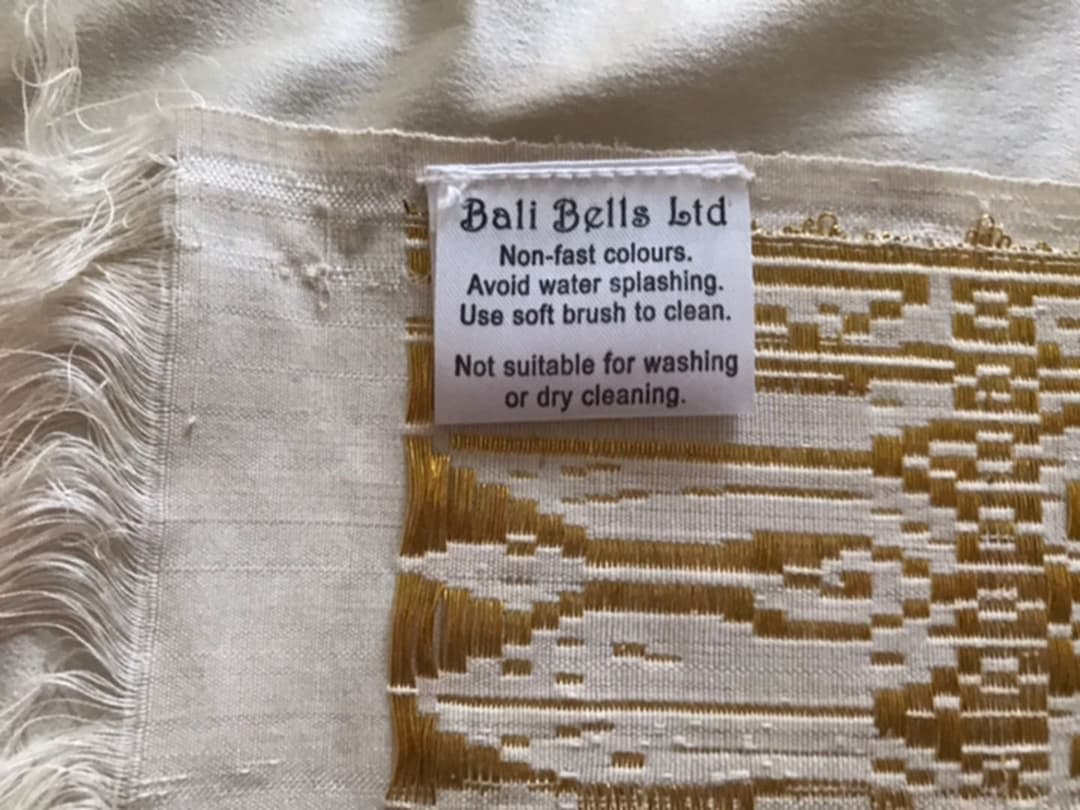 Bali Bells Ltd
Non-fast colours.
Avoid water splashing.
Use soft brush to clean.
Not suitable for washing
or dry cleaning.